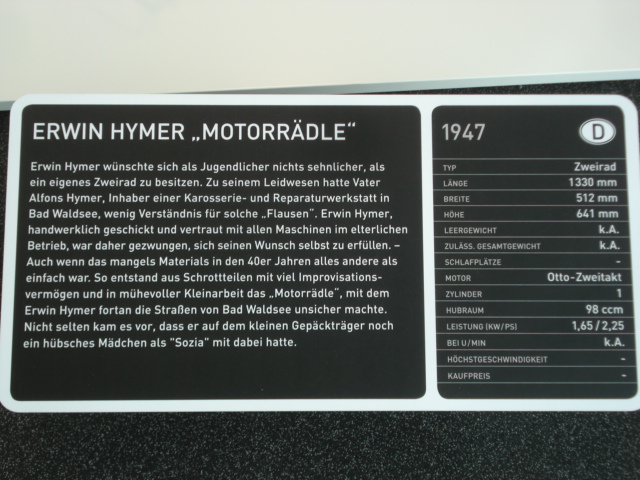 ERWIN HYMER „MOTORRÄDLE“
Erwin Hymer wünschte sich als Jugendlicher nichts sehnlicher, als
ein eigenes Zweirad zu besitzen. Zu seinem Leidwesen hatte Vater
Alfons Hymer, Inhaber einer Karosserie- und Reparaturwerkstatt in
Bad Waldsee, wenig Verständnis für solche „Flausen“. Erwin Hymer,
handwerklich geschickt und vertraut mit allen Maschinen im elterlichen
Betrieb, war daher gezwungen, sich seinen Wunsch selbst zu erfüllen. –
Auch wenn das mangels Materials in den 40er Jahren alles andere als
einfach war. So entstand aus Schrottteilen mit viel Improvisations-
vermögen und in mühevoller Kleinarbeit das „Motorrädle“, mit dem
Erwin Hymer fortan die Straßen von Bad Waldsee unsicher machte.
Nicht selten kam es vor, dass er auf dem kleinen Gepäckträger noch
ein hübsches Mädchen als "Sozia" mit dabei hatte.
1947 D
TYP Zweirad
LÄNGE 1330 mm
BREITE 512 mm
HÖHE 641 mm
LEERGEWICHT k.A.
ZULÄSS. GESAMTGEWICHT k.A.
SCHLAFPLÄTZE -
MOTOR Otto-Zweitakt
ZYLINDER 1
HUBRAUM 98 ccm
LEISTUNG (KW/PS) 1,65 / 2,25
BEI U/MIN k.A.
HÖCHSTGESCHWINDIGKEIT -
KAUFPREIS -